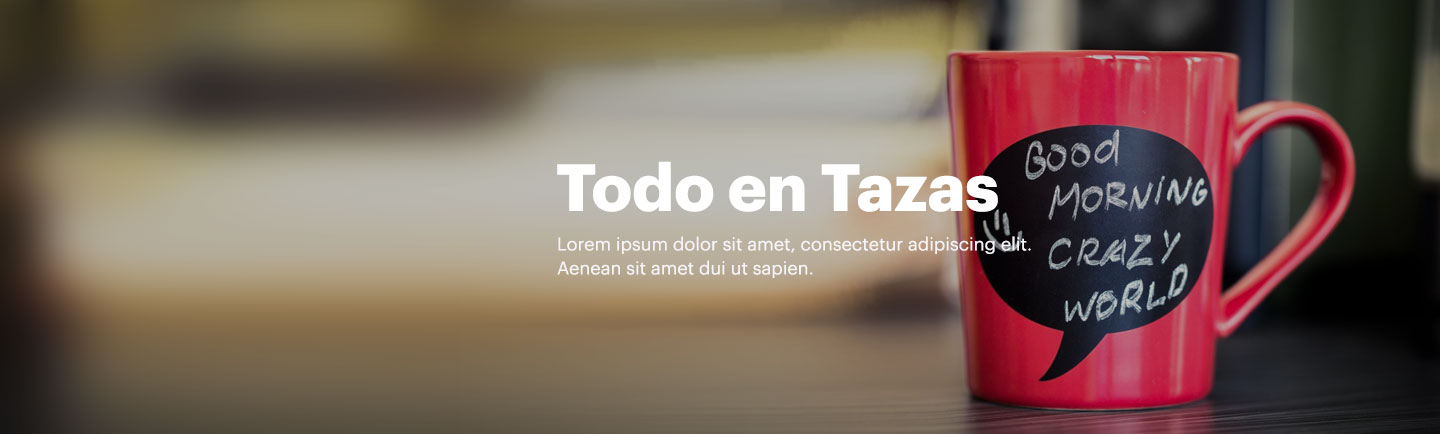 Todo en Tazas
Lorem ipsum dolor sit amet, consectetur adipiscing elit.
Aenean sit amet dui ut sapien.
GOOD
MORNING
CRAZY
WORLD